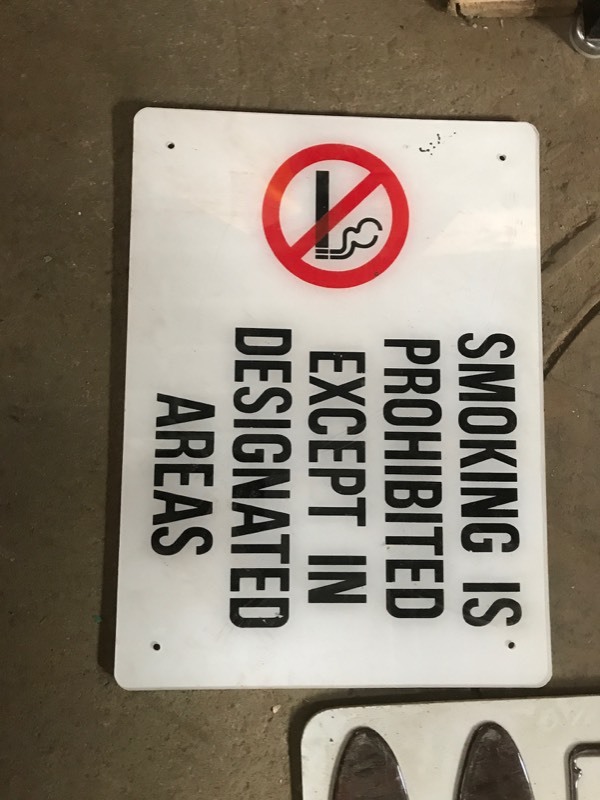 SMOKING IS
PROHIBITED
EXCEPT IN
DESIGNATED
AREAS